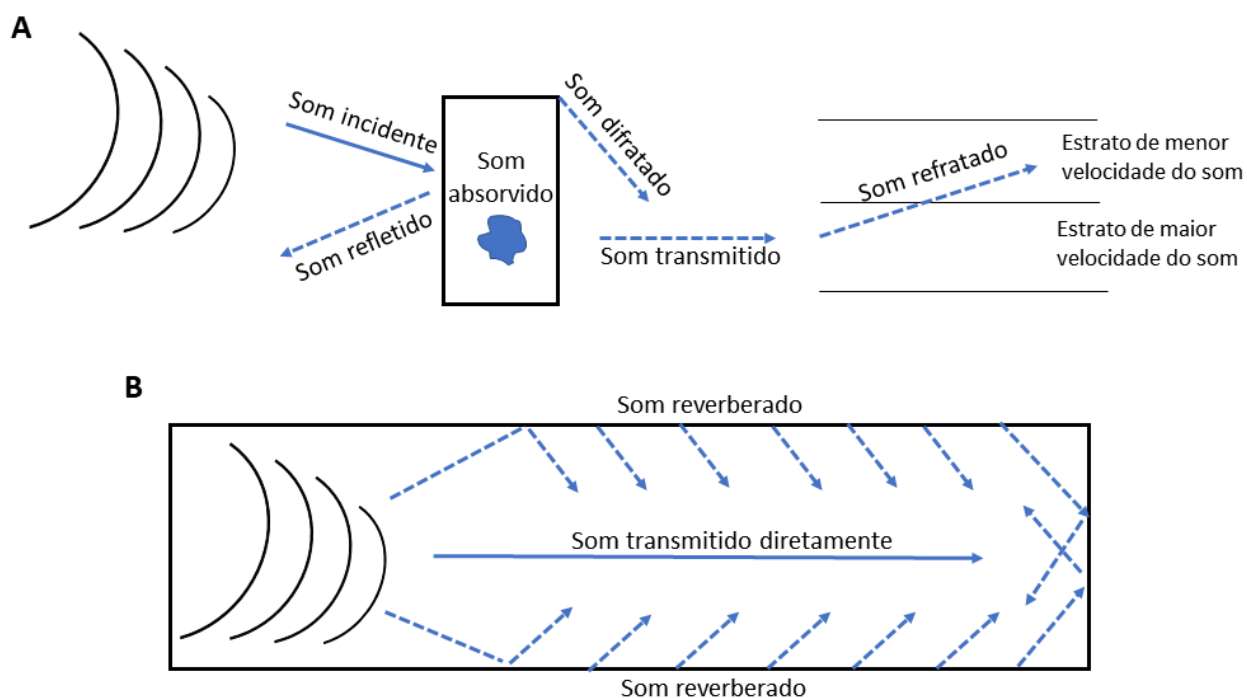 A
Som incidente
Som refletido
Som
absorvido
Som difratado
Som transmitido
Som refratado
Estrato de menor
velocidade do som
Estrato de maior
velocidade do som
B
Som reverberado
Som transmitido diretamente
Som reverberado